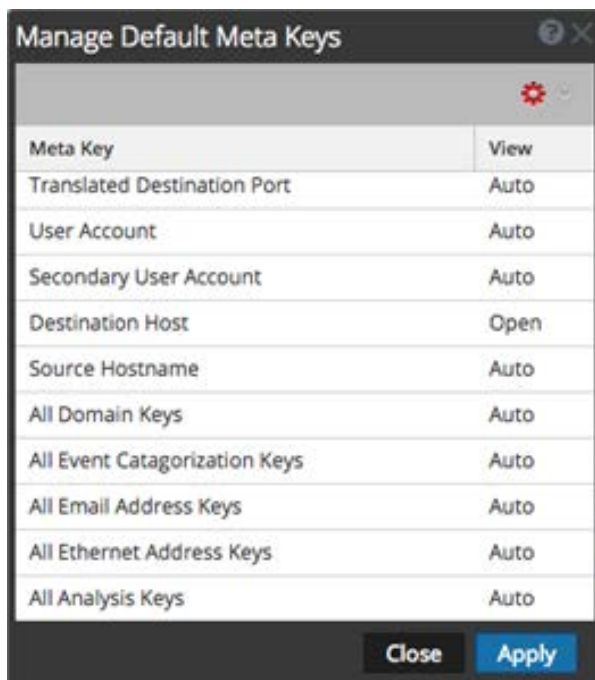 Manage Default Meta Keys
Meta Key View
Translated Destination Port Auto
User Account Auto
Secondary User Account Auto
Destination Host Open
Source Hostname Auto
All Domain Keys Auto
All Event Catagorization Keys Auto
All Email Address Keys Auto
All Ethernet Address Keys Auto
All Analysis Keys Auto
Close Apply